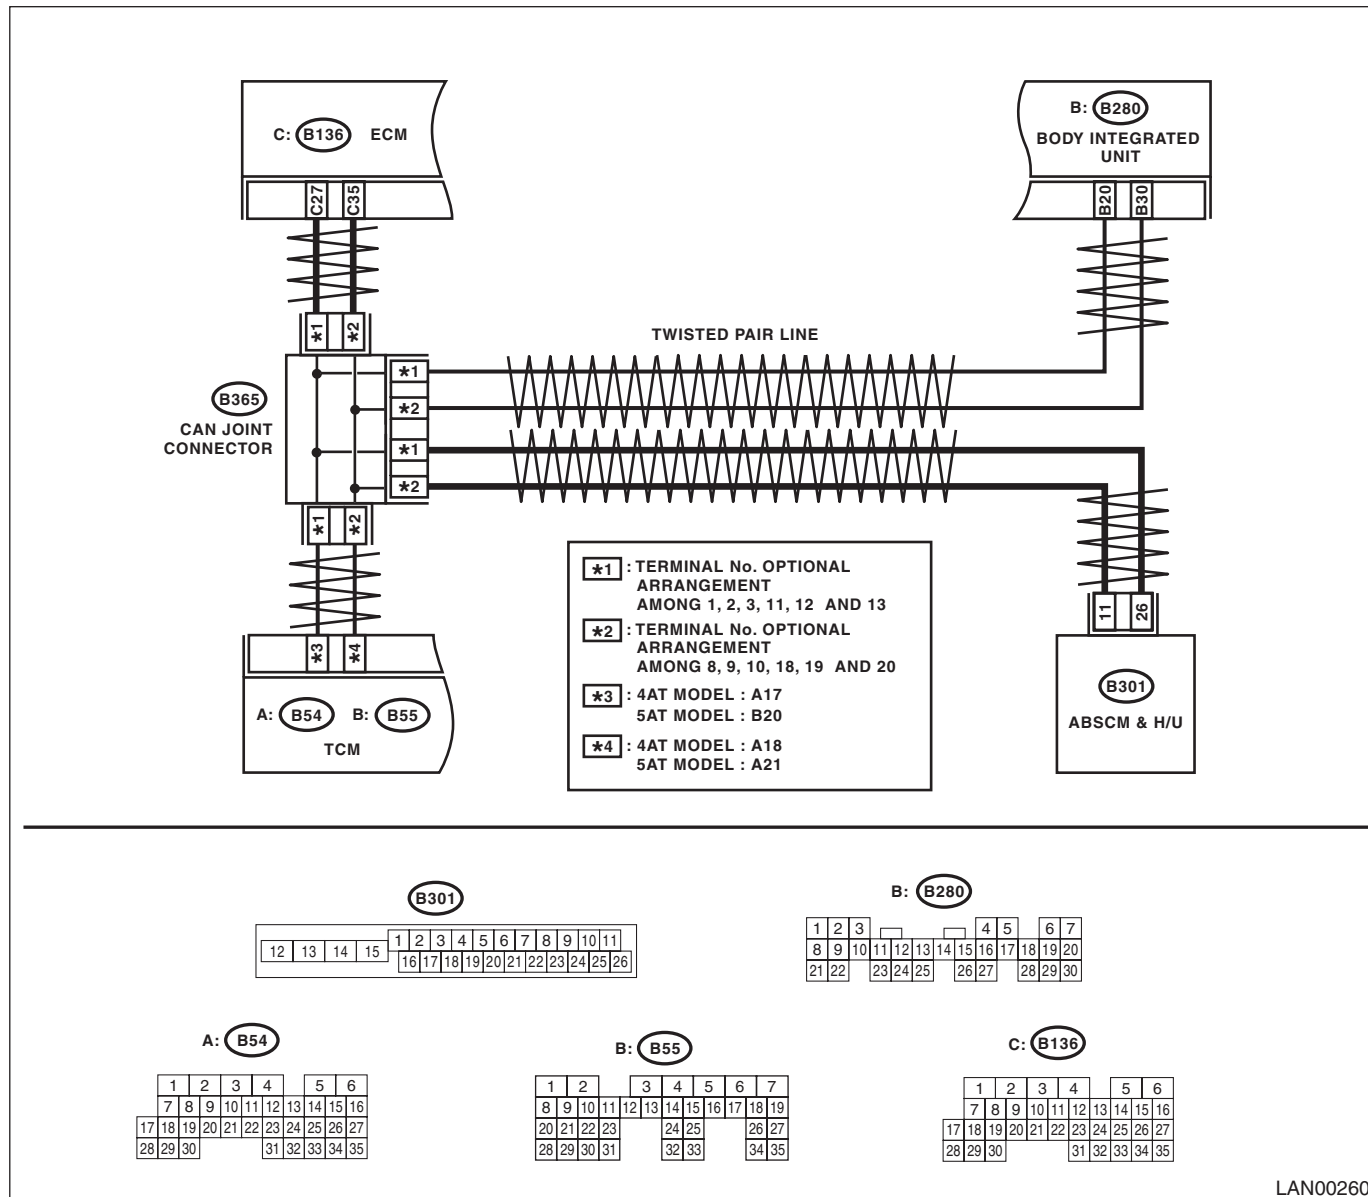 C: B136 ECM
C27 C35
B: B280
BODY INTEGRATED
UNIT
B20 B30
*1 *2
TWISTED PAIR LINE
B365
CAN JOINT
CONNECTOR
*1
*2
*1
*2
*1 *2
*3 *4
A: B54 B: B55
TCM
*1 : TERMINAL No. OPTIONAL
ARRANGEMENT
AMONG 1, 2, 3, 11, 12 AND 13
*2 : TERMINAL No. OPTIONAL
ARRANGEMENT
AMONG 8, 9, 10, 18, 19 AND 20
*3 : 4AT MODEL : A17
5AT MODEL : B20
*4 : 4AT MODEL : A18
5AT MODEL : A21
11 26
B301
ABSCM & H/U
B301
1 2 3 4 5 6 7 8 9 10 11
12 13 14 15
16 17 18 19 20 21 22 23 24 25 26
B: B280
1 2 3 4 5 6 7
8 9 10 11 12 13 14 15 16 17 18 19 20
21 22 23 24 25 26 27 28 29 30
A: B54
1 2 3 4 5 6
7 8 9 10 11 12 13 14 15 16
17 18 19 20 21 22 23 24 25 26 27
28 29 30 31 32 33 34 35
B: B55
1 2 3 4 5 6 7
8 9 10 11 12 13 14 15 16 17 18 19
20 21 22 23 24 25 26 27
28 29 30 31 32 33 34 35
C: B136
1 2 3 4 5 6
7 8 9 10 11 12 13 14 15 16
17 18 19 20 21 22 23 24 25 26 27
28 29 30 31 32 33 34 35
LAN00260